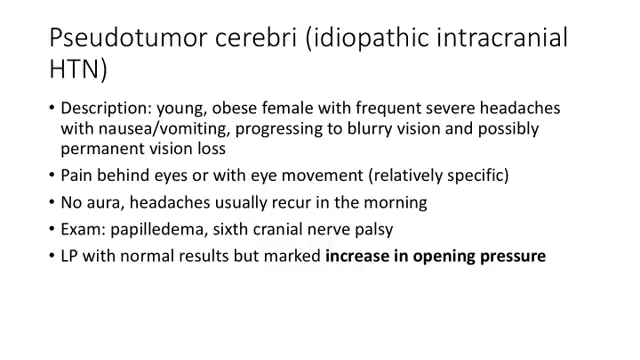 Pseudotumor cerebri (idiopathic intracranial
HTN)
• Description: young, obese female with frequent severe headaches
with nausea/vomiting, progressing to blurry vision and possibly
permanent vision loss
• Pain behind eyes or with eye movement (relatively specific)
• No aura, headaches usually recur in the morning
• Exam: papilledema, sixth cranial nerve palsy
• LP with normal results but marked increase in opening pressure